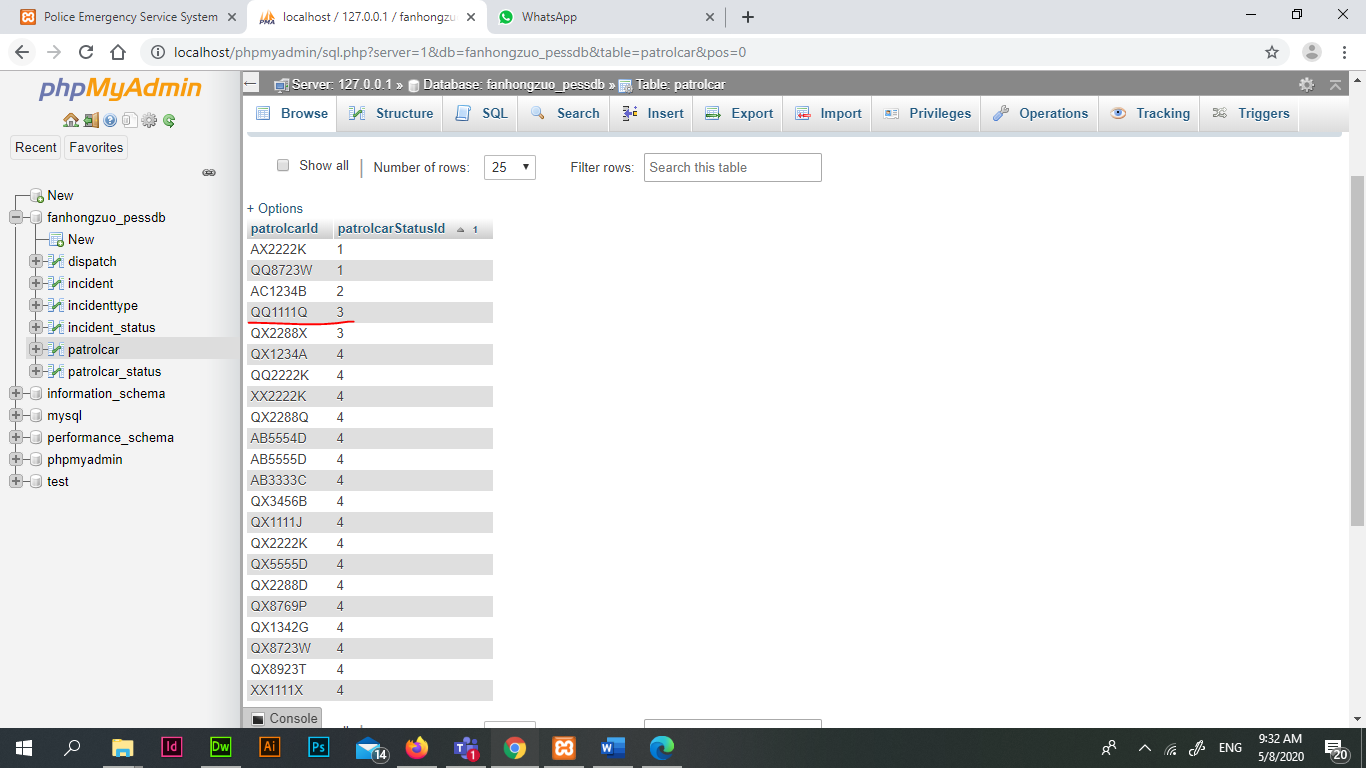 Police Emergency Service System
localhost / 127.0.0.1 / fanhongzu
WhatsApp
localhost/phpmyadmin/sql.php?server=1&db=fanhongzuo_pessdb&table=patrolcar&pos=0
phpMyAdmin
Recent Favorites
New
fanhongzuo_pessdb
New
dispatch
incident
incidenttype
incident_status
patrolcar
patrolcar_status
information_schema
mysql
performance_schema
phpmyadmin
test
Server: 127.0.0.1 » Database: fanhongzuo_pessdb » Table: patrolcar
Browse Structure SQL Search Insert Export Import Privileges Operations Tracking Triggers
Show all Number of rows: 25 Filter rows: Search this table
+ Options
patrolcarId patrolcarStatusId 1
AX2222K 1
QQ8723W 1
AC1234B 2
QQ1111Q 3
QX2288X 3
QX1234A 4
QQ2222K 4
XX2222K 4
QX2288Q 4
AB5554D 4
AB5555D 4
AB3333C 4
QX3456B 4
QX1111J 4
QX2222K 4
QX5555D 4
QX2288D 4
QX8769P 4
QX1342G 4
QX8723W 4
QX8923T 4
XX1111X 4
Console
Id Dw Ai Ps 14 1 ENG 9:32 AM
5/8/2020 20